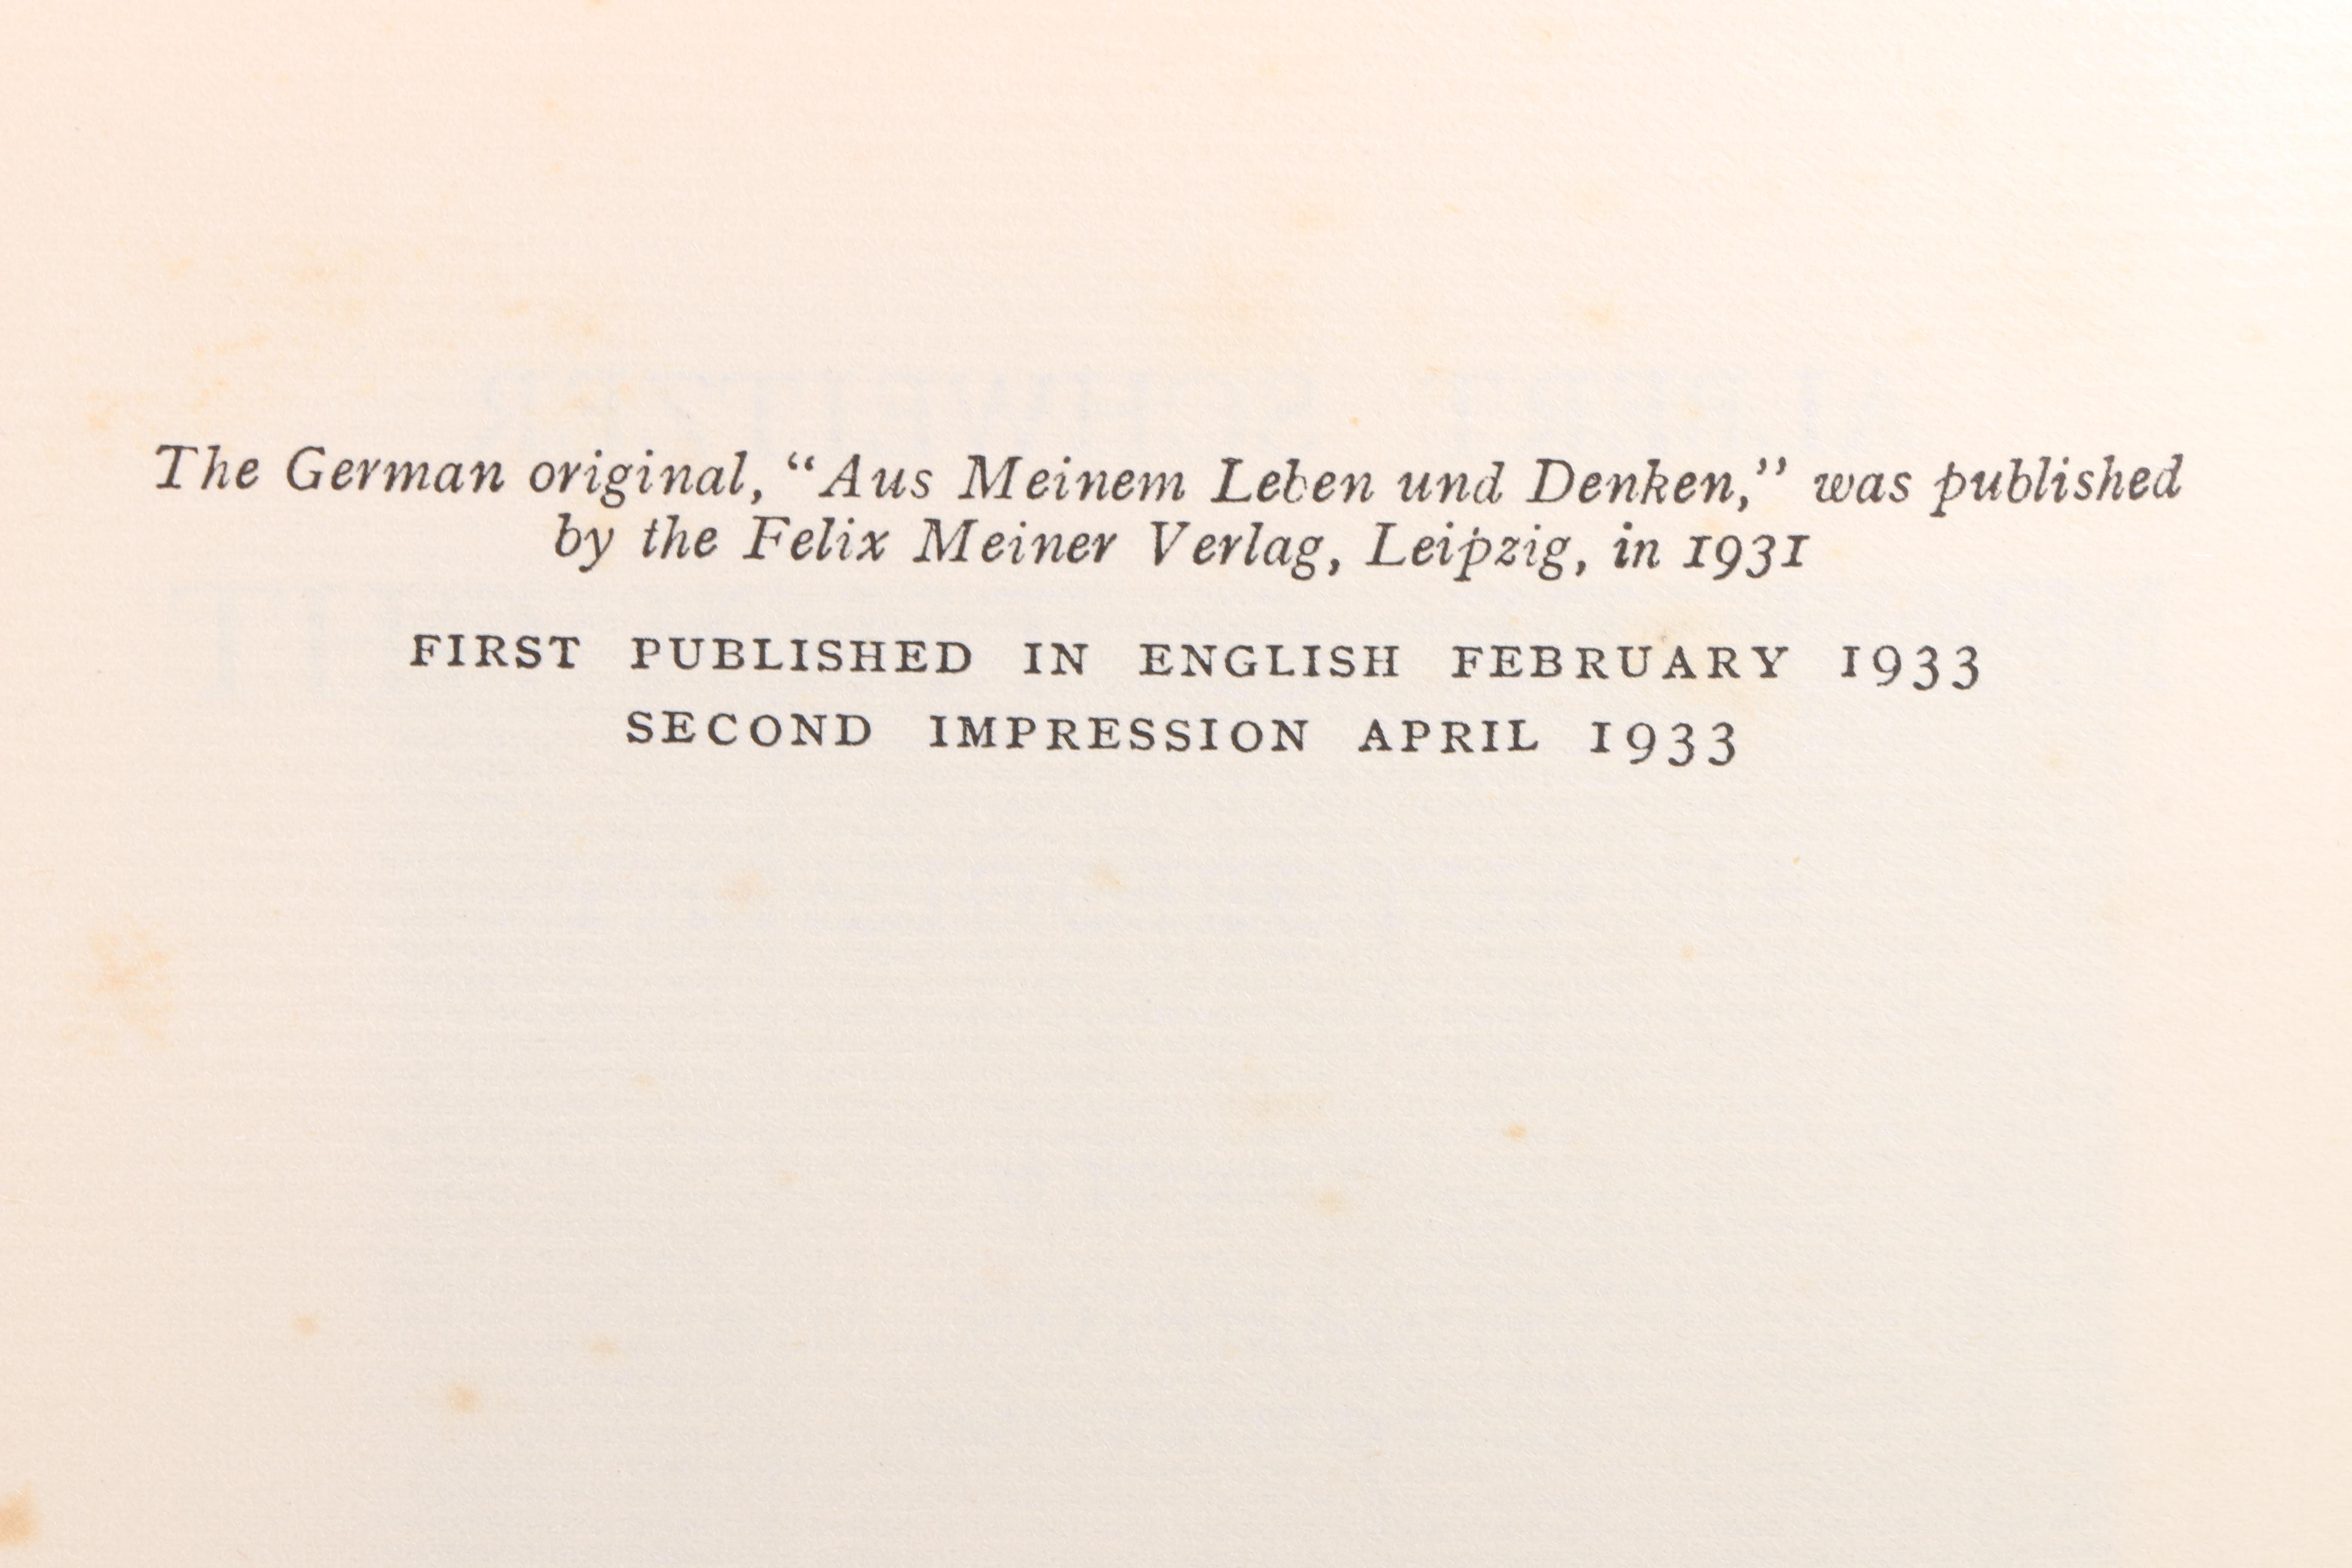 The German original, “Aus Meinem Leben und Denken,” was published
by the Felix Meiner Verlag, Leipzig, in 1931
FIRST PUBLISHED IN ENGLISH FEBRUARY 1933
SECOND IMPRESSION APRIL 1933